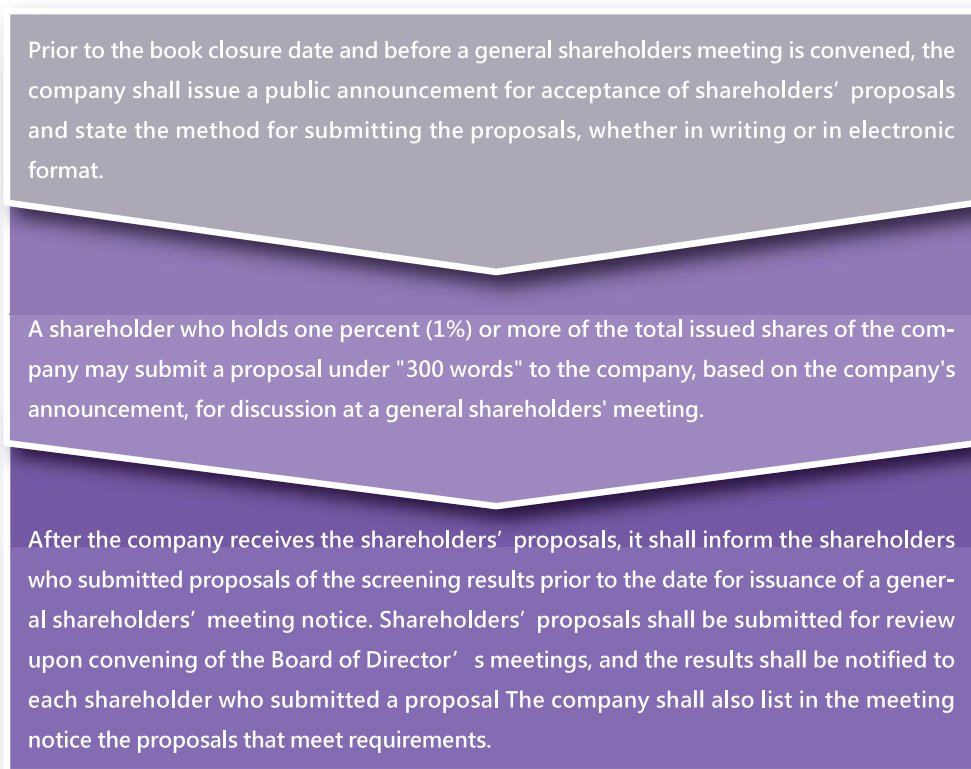 Prior to the book closure date and before a general shareholders meeting is convened, the
company shall issue a public announcement for acceptance of shareholders’ proposals
and state the method for submitting the proposals, whether in writing or in electronic
format.
A shareholder who holds one percent (1%) or more of the total issued shares of the com-
pany may submit a proposal under "300 words" to the company, based on the company's
announcement, for discussion at a general shareholders' meeting.
After the company receives the shareholders’ proposals, it shall inform the shareholders
who submitted proposals of the screening results prior to the date for issuance of a gener-
al shareholders’ meeting notice. Shareholders’ proposals shall be submitted for review
upon convening of the Board of Director’ s meetings, and the results shall be notified to
each shareholder who submitted a proposal The company shall also list in the meeting
notice the proposals that meet requirements.